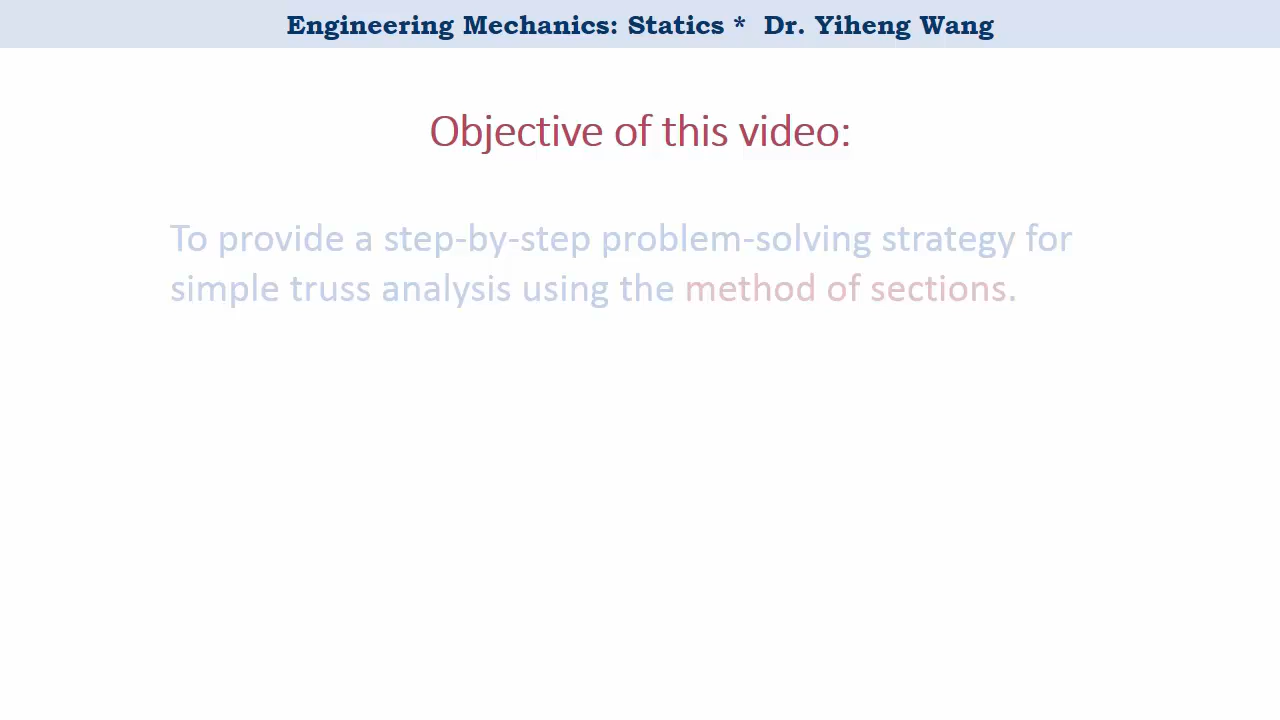 Engineering Mechanics: Statics * Dr. Yiheng Wang
Objective of this video:
To provide a step-by-step problem-solving strategy for
simple truss analysis using the method of sections.